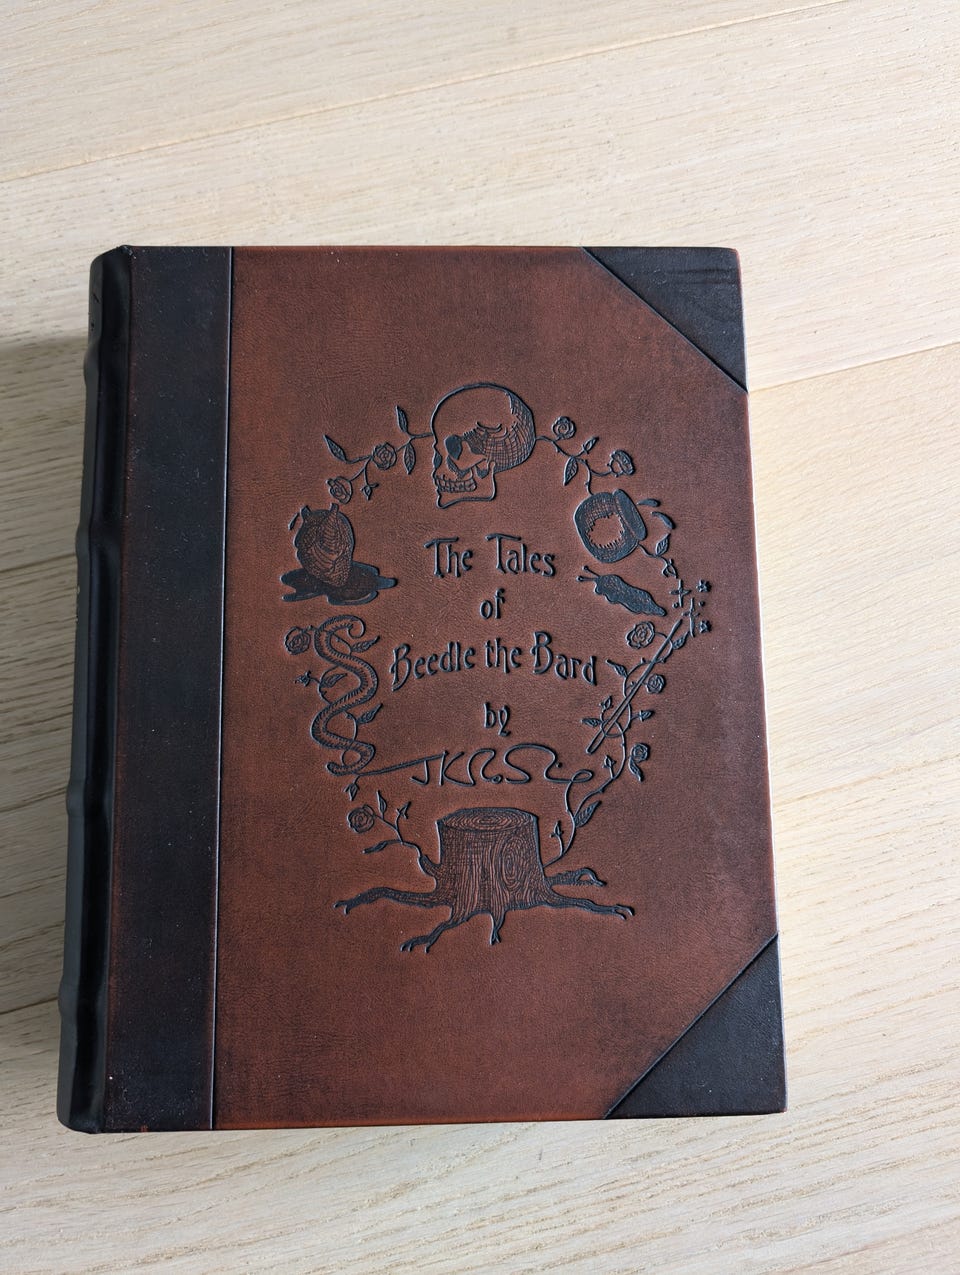 The Tales
of
Beedle the Bard
by